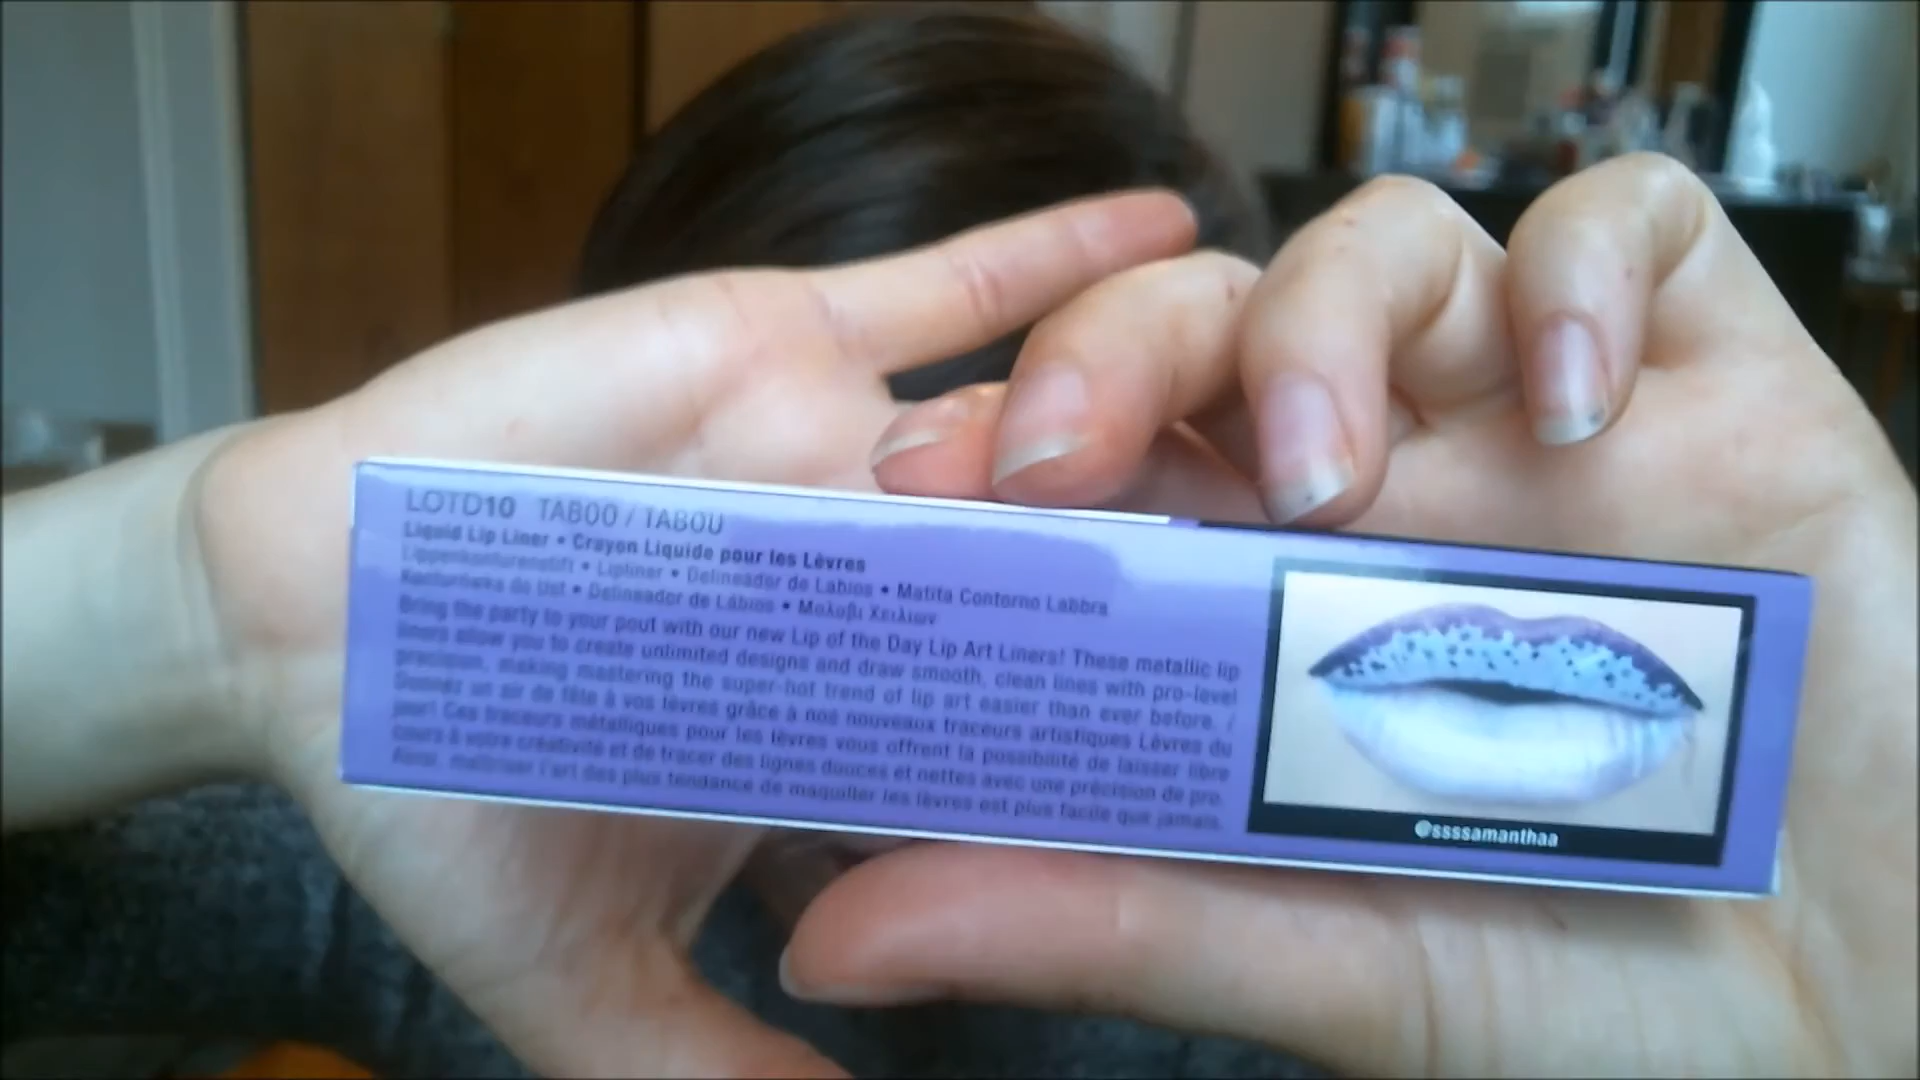 LOTD10 TABOO / TABOU
Liquid Lip Liner • Crayon Liquide pour les Lèvres
Lippenkonturenstift • Lipliner • Delineador de Labios • Matita Contorno Labbra
Konturówka do Ust • Delineador de Lábios • Μολυβι Χειλιων
Bring the party to your pout with our new Lip of the Day Lip Art Liners! These metallic lip
liners allow you to create unlimited designs and draw smooth, clean lines with pro-level
precision, making mastering the super-hot trend of lip art easier than ever before. /
Donnez un air de fête à vos lèvres grâce à nos nouveaux traceurs artistiques Lèvres du
jour! Ces traceurs métalliques pour les lèvres vous offrent la possibilité de laisser libre
cours à votre créativité et de tracer des lignes douces et nettes avec une précision de pro.
Ainsi, maîtriser l'art des plus tendance de maquiller les lèvres est plus facile que jamais.
@ssssamanthaa